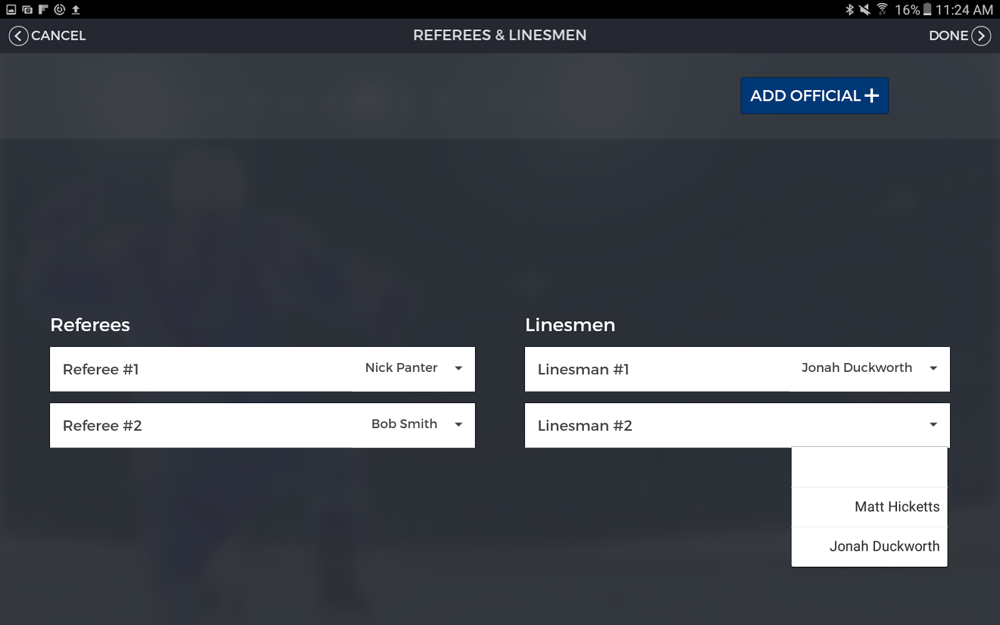 16% 11:24 AM
CANCEL
REFEREES & LINESMEN
DONE
ADD OFFICIAL +
Referees
Referee #1 Nick Panter
Referee #2 Bob Smith
Linesmen
Linesman #1 Jonah Duckworth
Linesman #2
Matt Hicketts
Jonah Duckworth